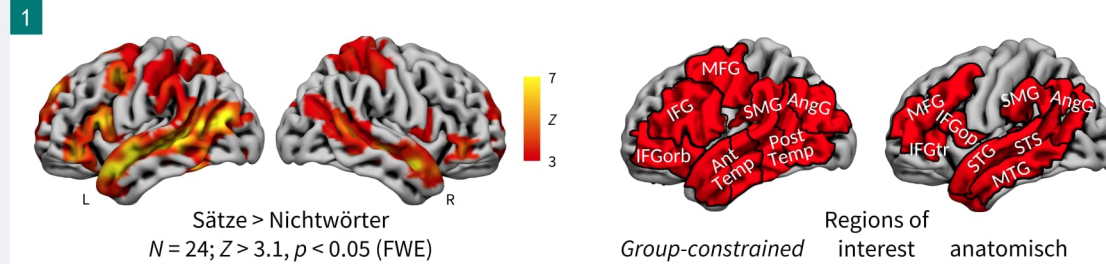 1
7
Z
3
L
R
Sätze > Nichtwörter
N = 24; Z > 3.1, p < 0.05 (FWE)
MFG
IFG
SMG
AngG
IFGorb
Ant
Temp
Post
Temp
MFG
IFGop
IFGtr
SMG
AngG
STG
STS
MTG
Regions of
Group-constrained interest anatomisch